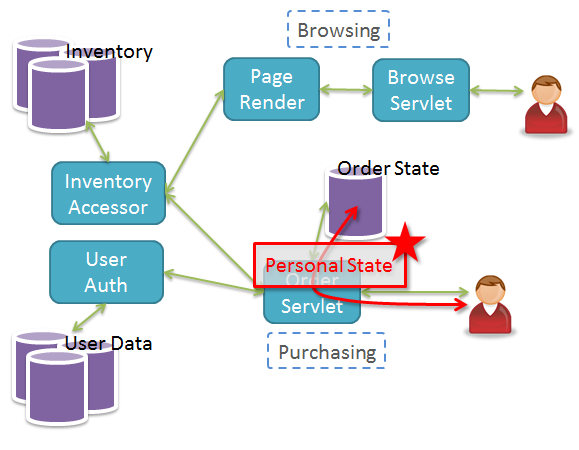 Browsing
Inventory
Page
Render
Browse
Servlet
Order State
Inventory
Accessor
User
Auth
Personal State
Order
Servlet
User Data
Purchasing